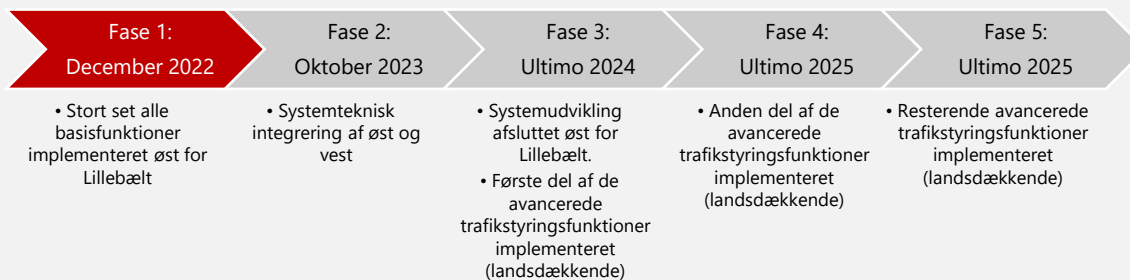 Fase 1:
December 2022
Fase 2:
Oktober 2023
Fase 3:
Ultimo 2024
Fase 4:
Ultimo 2025
Fase 5:
Ultimo 2025
• Stort set alle
basisfunktioner
implementeret øst for
Lillebælt
• Systemteknisk
integrering af øst og
vest
• Systemudvikling
afsluttet øst for
Lillebælt.
• Første del af de
avancerede
trafikstyringsfunktioner
implementeret
(landsdækkende)
• Anden del af de
avancerede
trafikstyringsfunktioner
implementeret
(landsdækkende)
• Resterende avancerede
trafikstyringsfunktioner
implementeret
(landsdækkende)